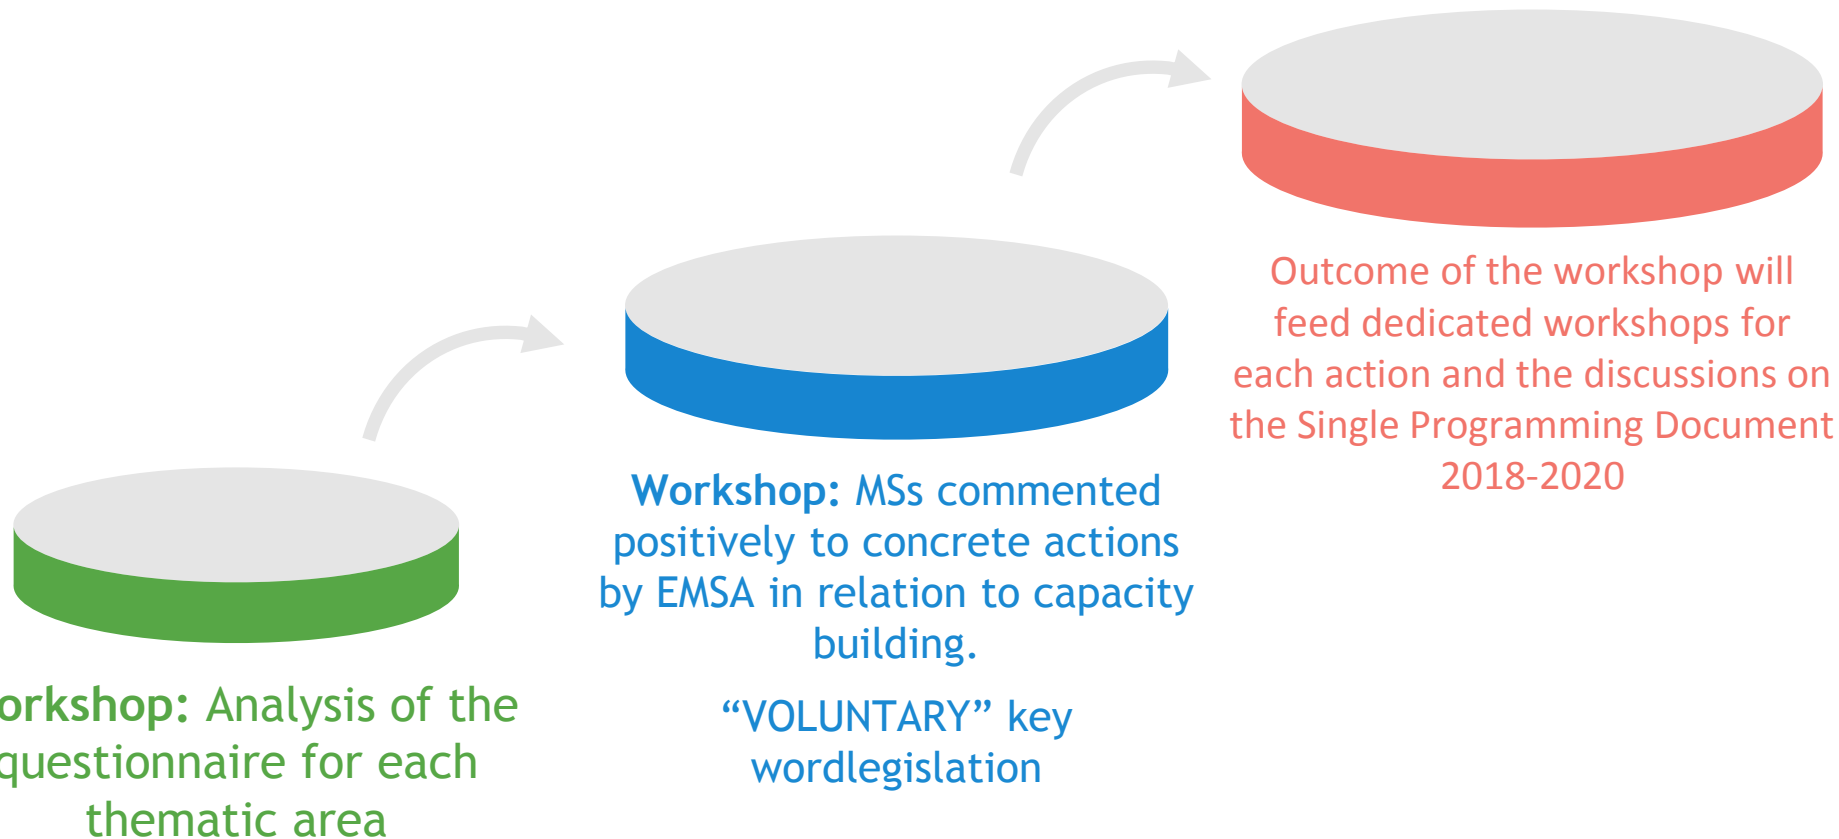 orkshop: Analysis of the
questionnaire for each
thematic area
Workshop: MSs commented
positively to concrete actions
by EMSA in relation to capacity
building.
“VOLUNTARY” key
wordlegislation
Outcome of the workshop will
feed dedicated workshops for
each action and the discussions on
the Single Programming Document
2018-2020